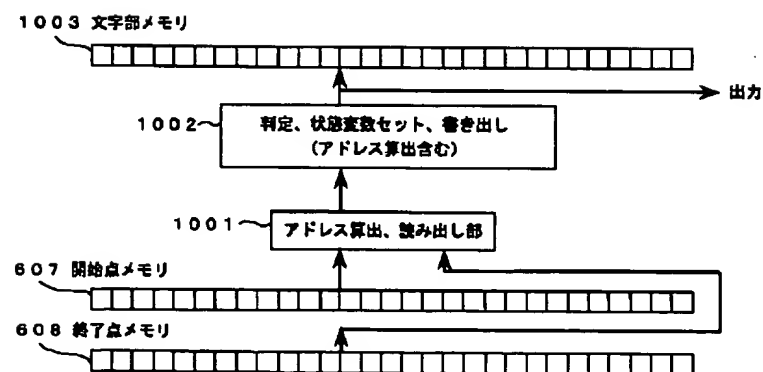 1003 文字部メモリ
出力
1002
判定、状態変数セット、書き出し
(アドレス算出含む)
1001
アドレス算出、読み出し部
607 開始点メモリ
608 終了点メモリ